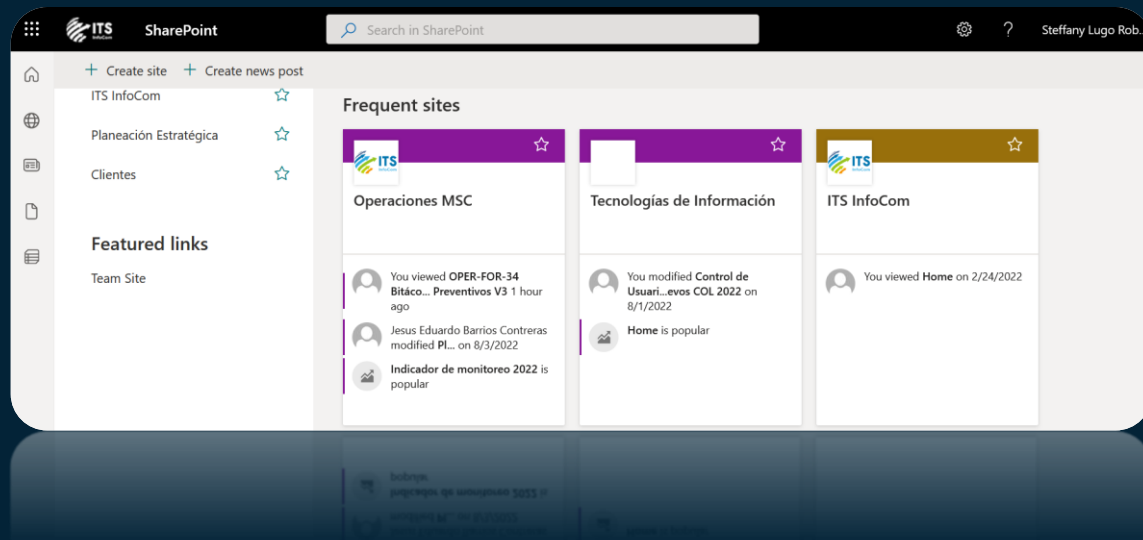 ITS
InfoCom
SharePoint
Search in SharePoint
?
Steffany Lugo Rob...
+ Create site + Create news post
ITS InfoCom
Planeación Estratégica
Clientes
Featured links
Team Site
Frequent sites
ITS
InfoCom
Operaciones MSC
You viewed OPER-FOR-34
Bitáco... Preventivos V3 1 hour
ago
Jesus Eduardo Barrios Contreras
modified Pl... on 8/3/2022
Indicador de monitoreo 2022 is
popular
Tecnologías de Información
You modified Control de
Usuari...evos COL 2022 on
8/1/2022
Home is popular
ITS
InfoCom
ITS InfoCom
You viewed Home on 2/24/2022